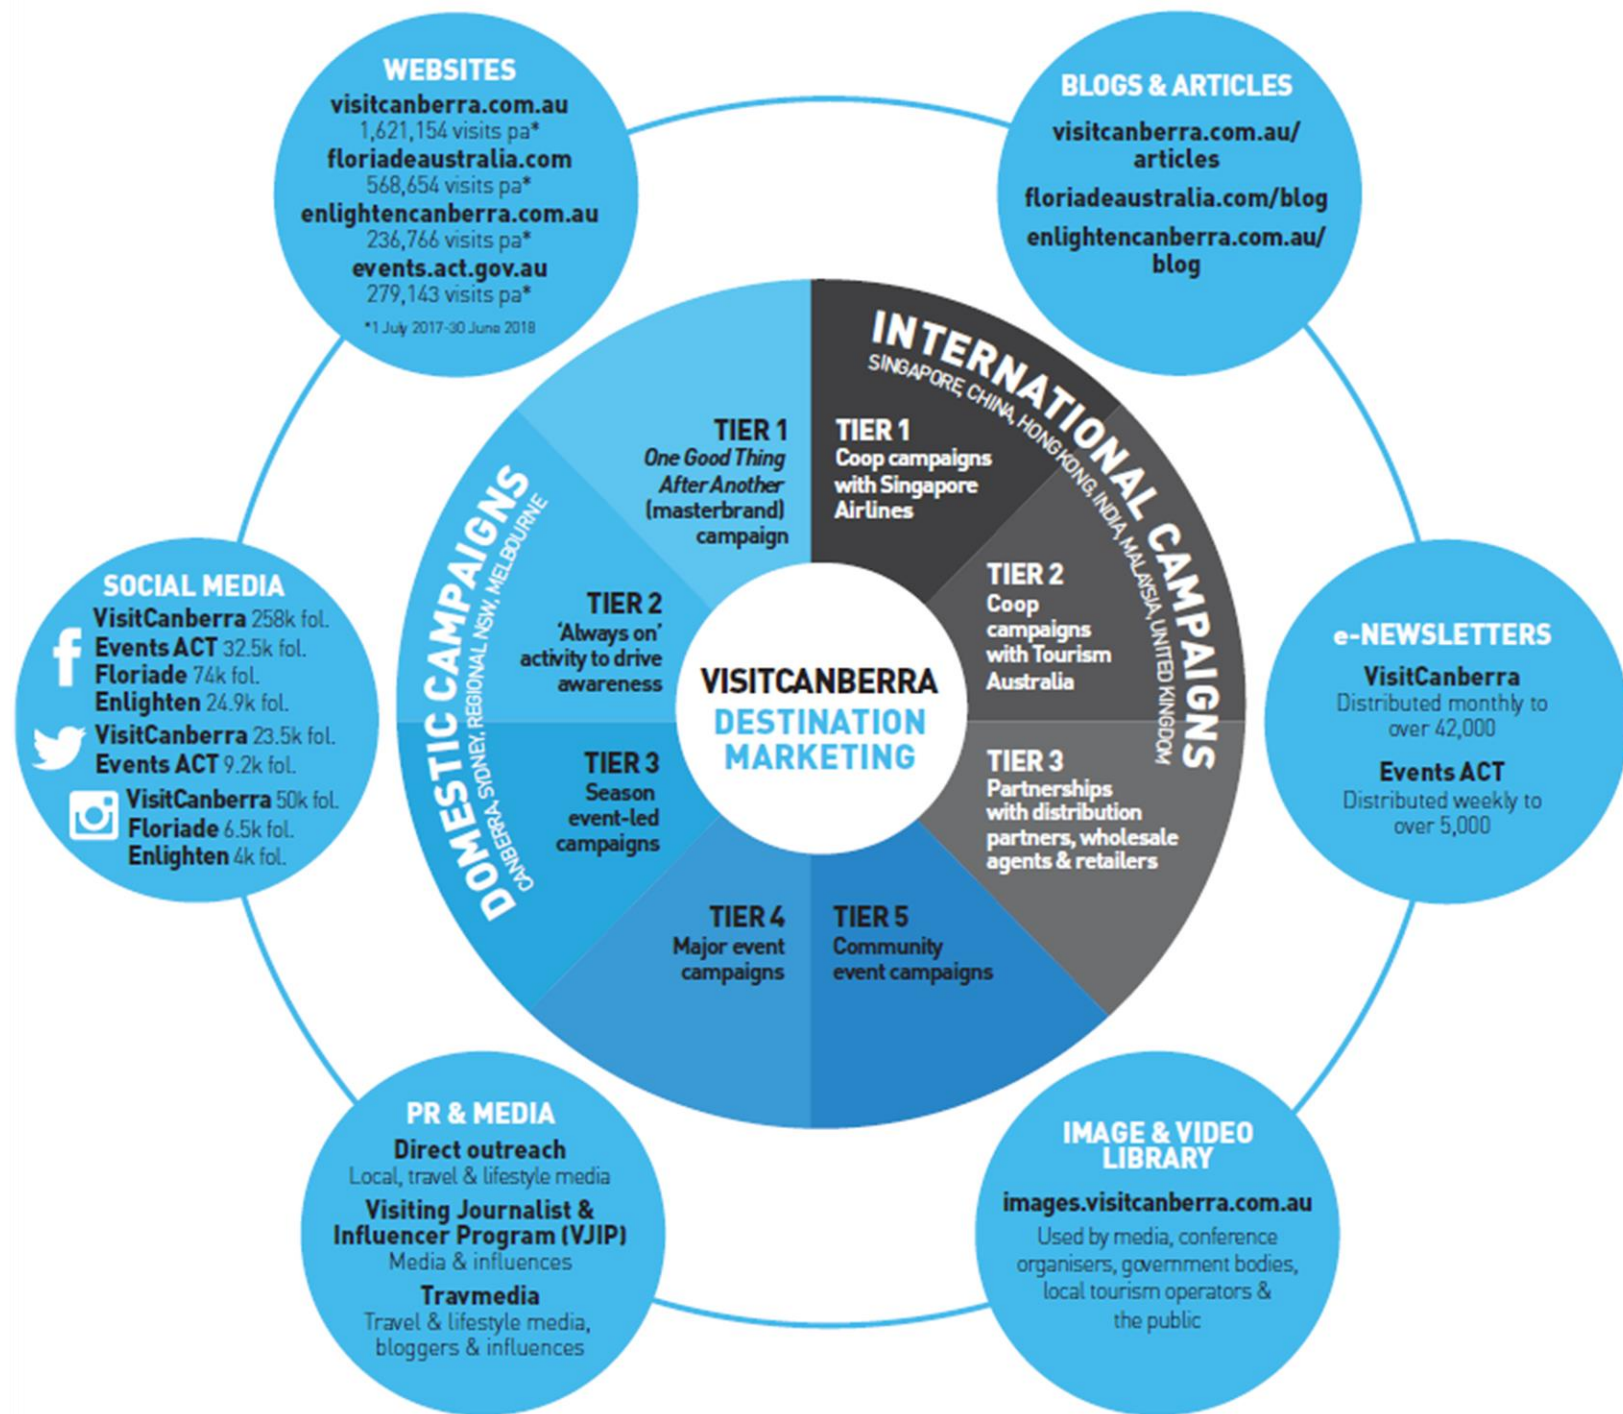 WEBSITES
visitcanberra.com.au
1,621,154 visits pa*
floriadeaustralia.com
568,654 visits pa*
enlightencanberra.com.au
236,766 visits pa*
events.act.gov.au
279,143 visits pa*
*1 July 2017-30 June 2018
BLOGS & ARTICLES
visitcanberra.com.au/
articles
floriadeaustralia.com/blog
enlightencanberra.com.au/
blog
SOCIAL MEDIA
VisitCanberra 258k fol.
Events ACT 32.5k fol.
Floriade 74k fol.
Enlighten 24.9k fol.
VisitCanberra 23.5k fol.
Events ACT 9.2k fol.
VisitCanberra 50k fol.
Floriade 6.5k fol.
Enlighten 4k fol.
DOMESTIC CAMPAIGNS
CANBERRA, SYDNEY, REGIONAL NSW, MELBOURNE
TIER 1
One Good Thing
After Another
(masterbrand)
campaign
TIER 2
'Always on'
activity to drive
awareness
TIER 3
Season
event-led
campaigns
TIER 4
Major event
campaigns
TIER 5
Community
event campaigns
VISITCANBERRA
DESTINATION
MARKETING
INTERNATIONAL CAMPAIGNS
SINGAPORE, CHINA, HONG KONG, INDIA, MALAYSIA, UNITED KINGDOM
TIER 1
Coop campaigns
with Singapore
Airlines
TIER 2
Coop
campaigns
with Tourism
Australia
TIER 3
Partnerships
with distribution
partners, wholesale
agents & retailers
e-NEWSLETTERS
VisitCanberra
Distributed monthly to
over 42,000
Events ACT
Distributed weekly to
over 5,000
PR & MEDIA
Direct outreach
Local, travel & lifestyle media
Visiting Journalist &
Influencer Program (VJIP)
Media & influences
Travmedia
Travel & lifestyle media,
bloggers & influences
IMAGE & VIDEO
LIBRARY
images.visitcanberra.com.au
Used by media, conference
organisers, government bodies,
local tourism operators &
the public